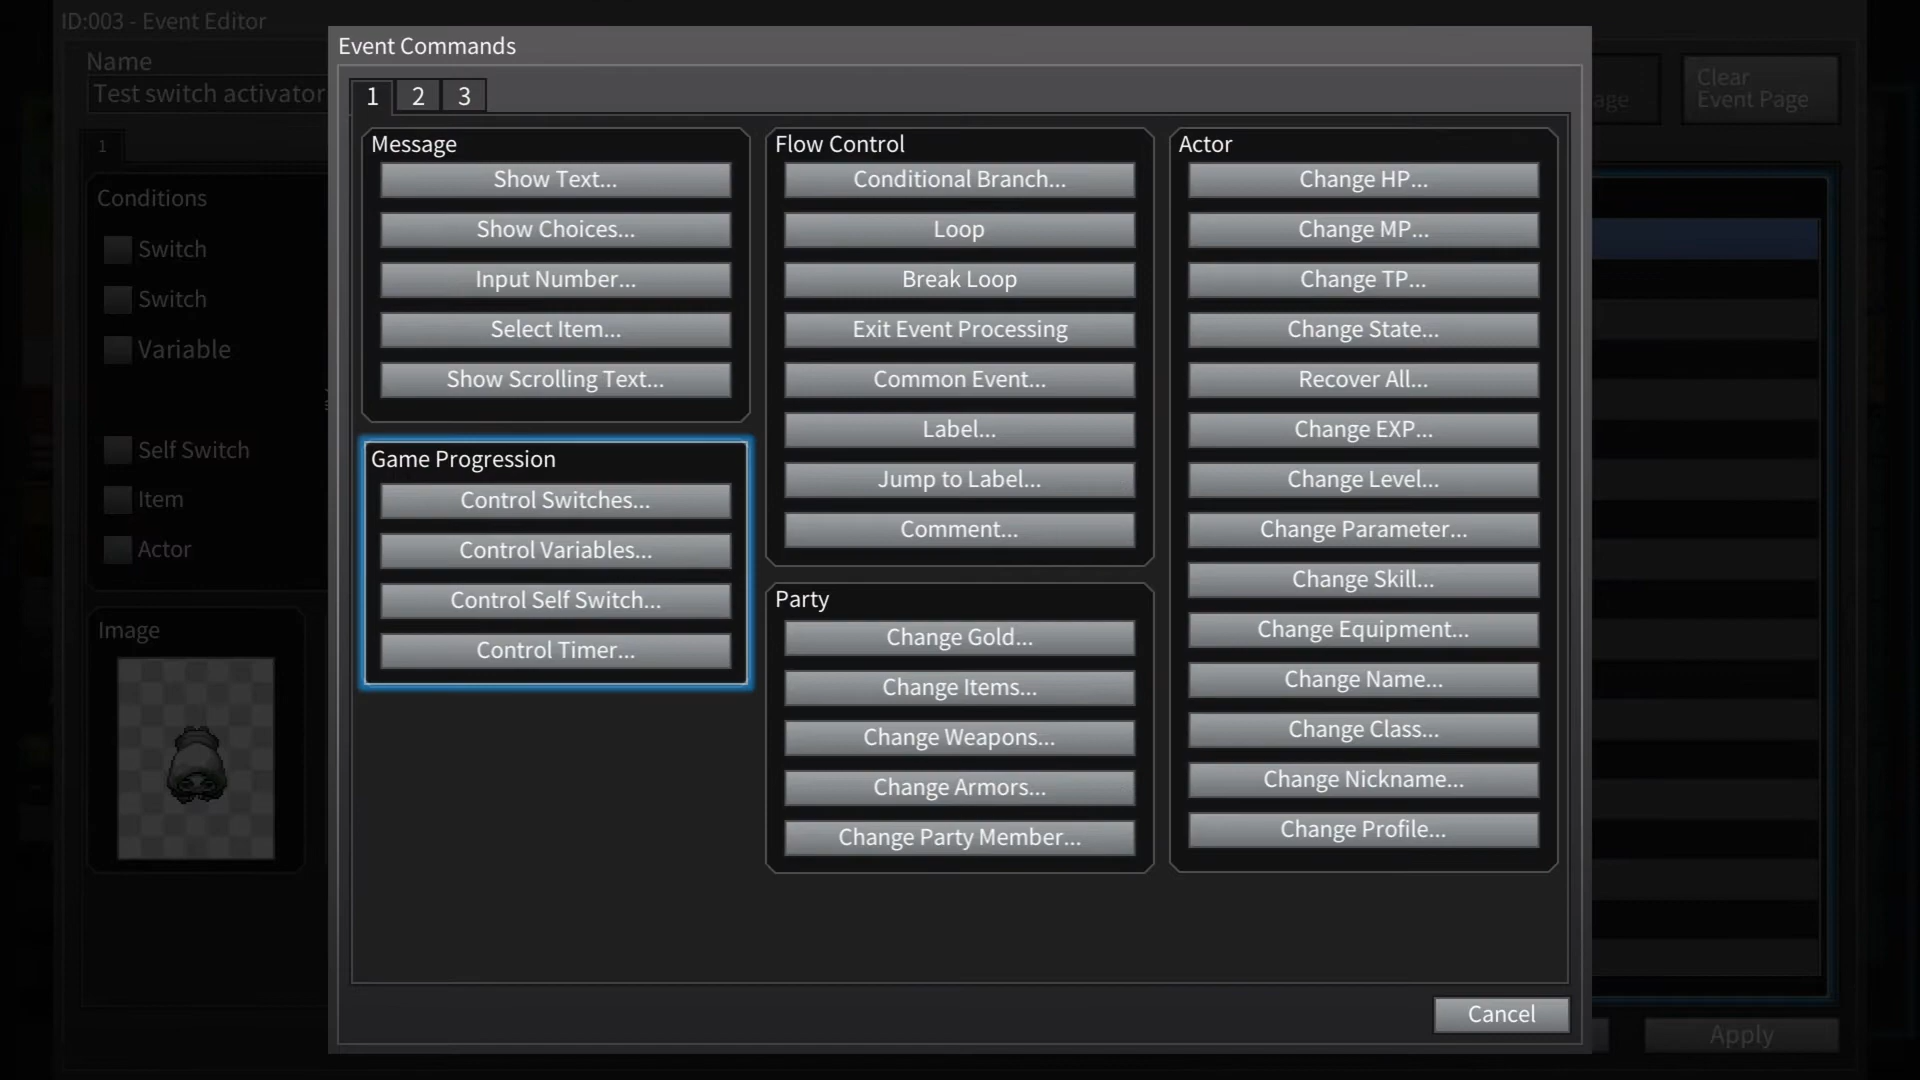 ID:003 - Event Editor
Name
Test switch activator
age
Clear
Event Page
1
Conditions
Switch
Switch
Variable
Self Switch
Item
Actor
Image
Apply
Event Commands
1 2 3
Message
Show Text...
Show Choices...
Input Number...
Select Item...
Show Scrolling Text...
Game Progression
Control Switches...
Control Variables...
Control Self Switch...
Control Timer...
Flow Control
Conditional Branch...
Loop
Break Loop
Exit Event Processing
Common Event...
Label...
Jump to Label...
Comment...
Party
Change Gold...
Change Items...
Change Weapons...
Change Armors...
Change Party Member...
Actor
Change HP...
Change MP...
Change TP...
Change State...
Recover All...
Change EXP...
Change Level...
Change Parameter...
Change Skill...
Change Equipment...
Change Name...
Change Class...
Change Nickname...
Change Profile...
Cancel